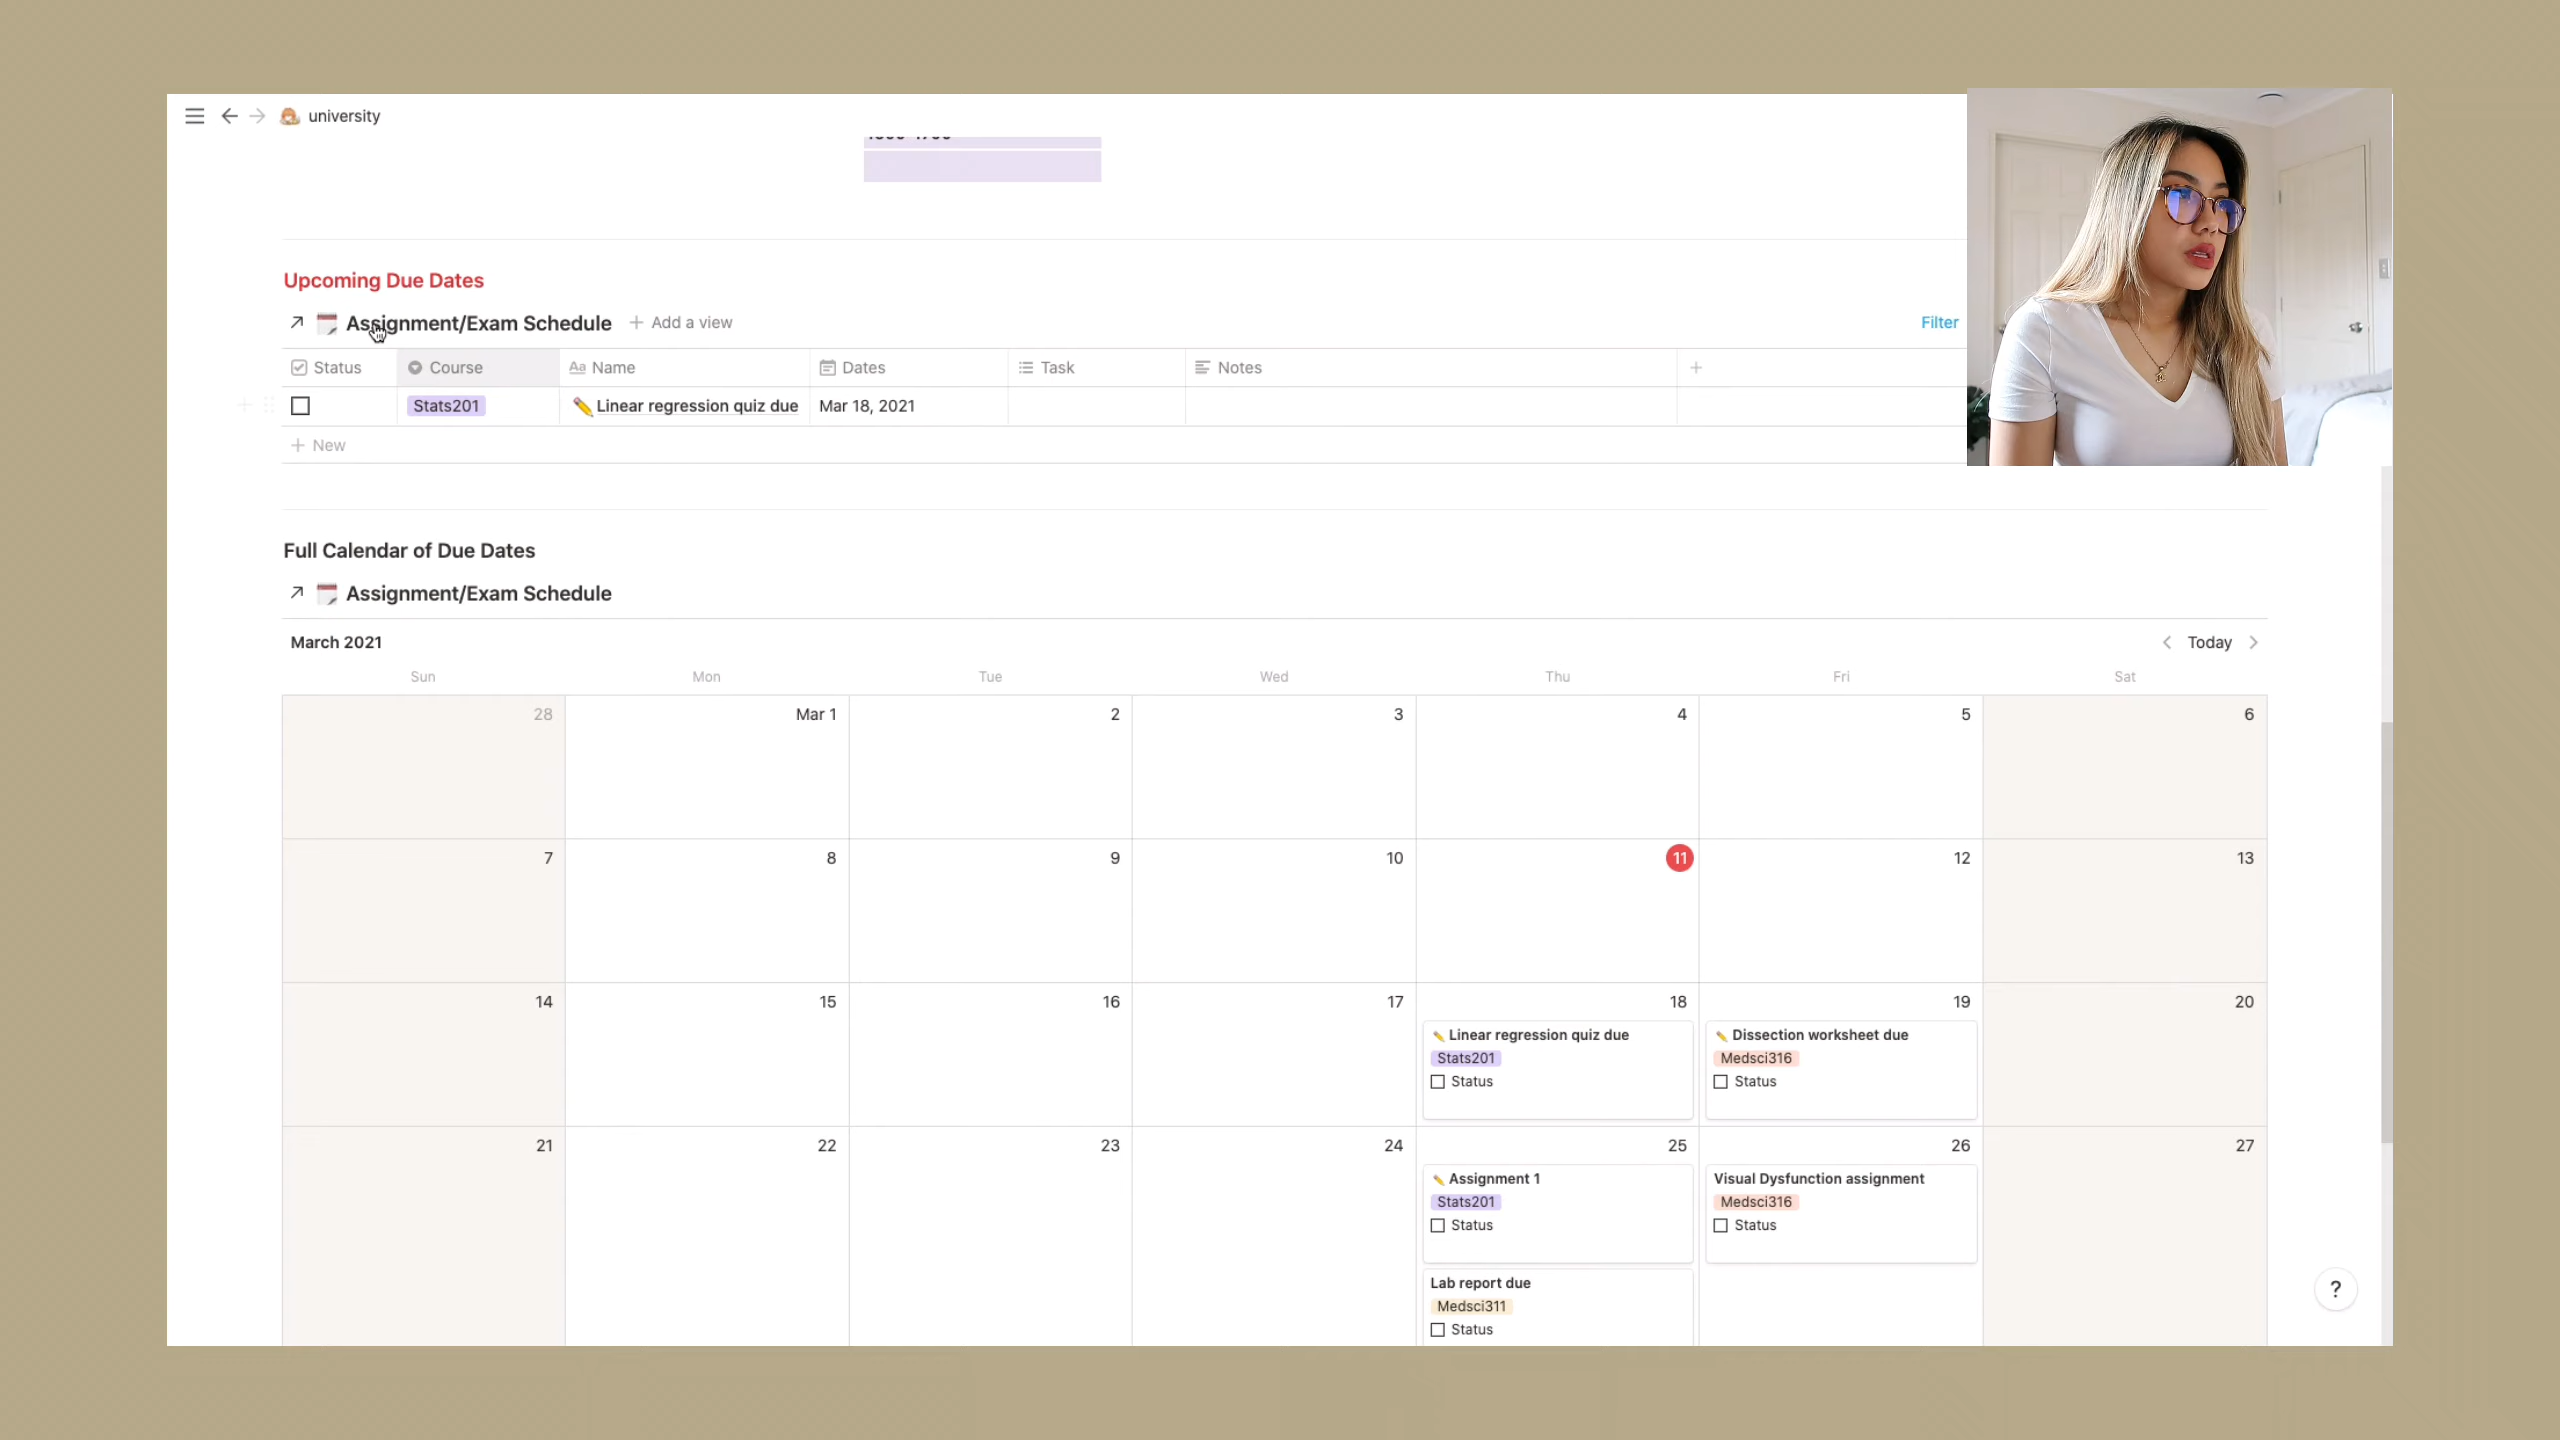 university
Upcoming Due Dates
Assignment/Exam Schedule + Add a view
Filter
Status Course Aa Name Dates Task Notes +
Stats201 Linear regression quiz due Mar 18, 2021
+ New
Full Calendar of Due Dates
Assignment/Exam Schedule
March 2021
Today
Sun Mon Tue Wed Thu Fri Sat
28 Mar 1 2 3 4 5 6
7 8 9 10 11 12 13
14 15 16 17 18 19 20
Linear regression quiz due
Stats201
Status
Dissection worksheet due
Medsci316
Status
21 22 23 24 25 26 27
Assignment 1
Stats201
Status
Visual Dysfunction assignment
Medsci316
Status
Lab report due
Medsci311
Status
?